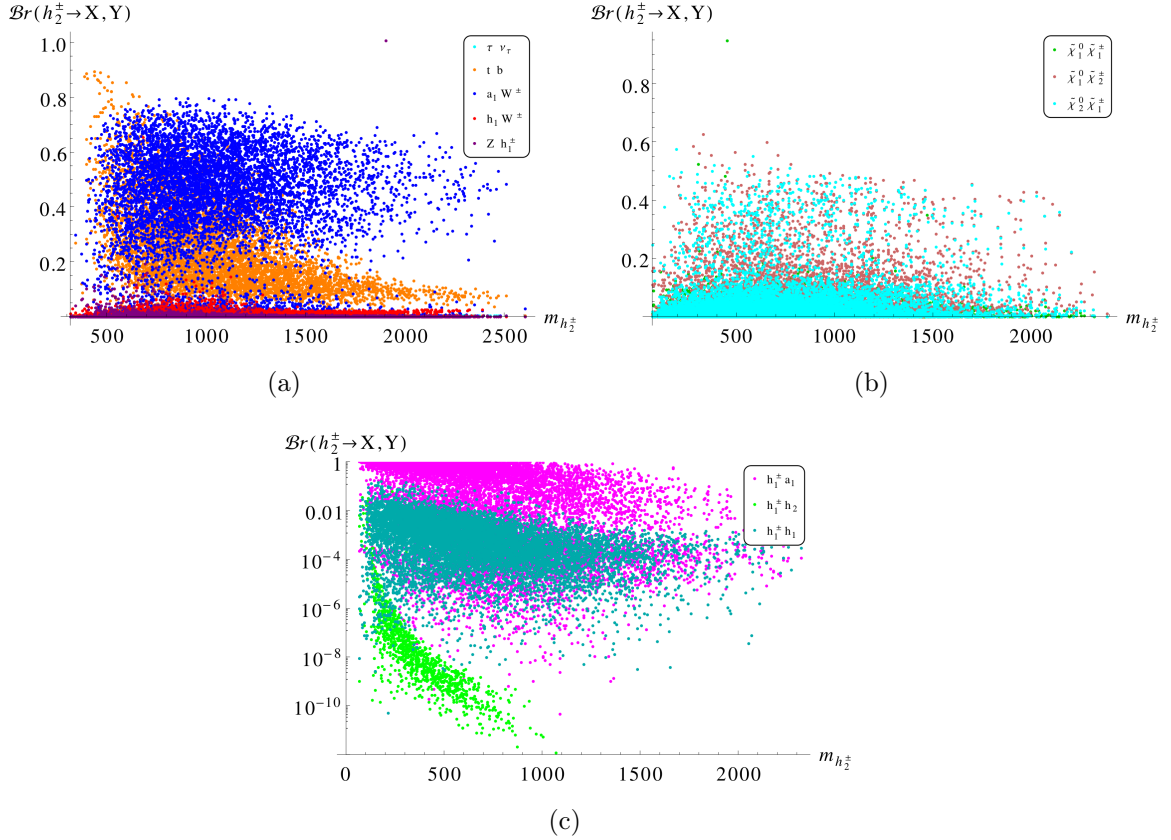 ℬr(h₂^±→X,Y)
1.0
0.8
0.6
0.4
0.2
500 1000 1500 2000 2500
m_{h₂^±}
τ ν_τ
t b
a₁ W^±
h₁ W^±
Z h₁^±
(a)
ℬr(h₂^±→X,Y)
0.8
0.6
0.4
0.2
500 1000 1500 2000
m_{h₂^±}
χ̃₁⁰ χ̃₁^±
χ̃₁⁰ χ̃₂^±
χ̃₂⁰ χ̃₁^±
(b)
ℬr(h₂^±→X,Y)
1
0.01
10⁻⁴
10⁻⁶
10⁻⁸
10⁻¹⁰
0 500 1000 1500 2000
m_{h₂^±}
h₁^± a₁
h₁^± h₂
h₁^± h₁
(c)